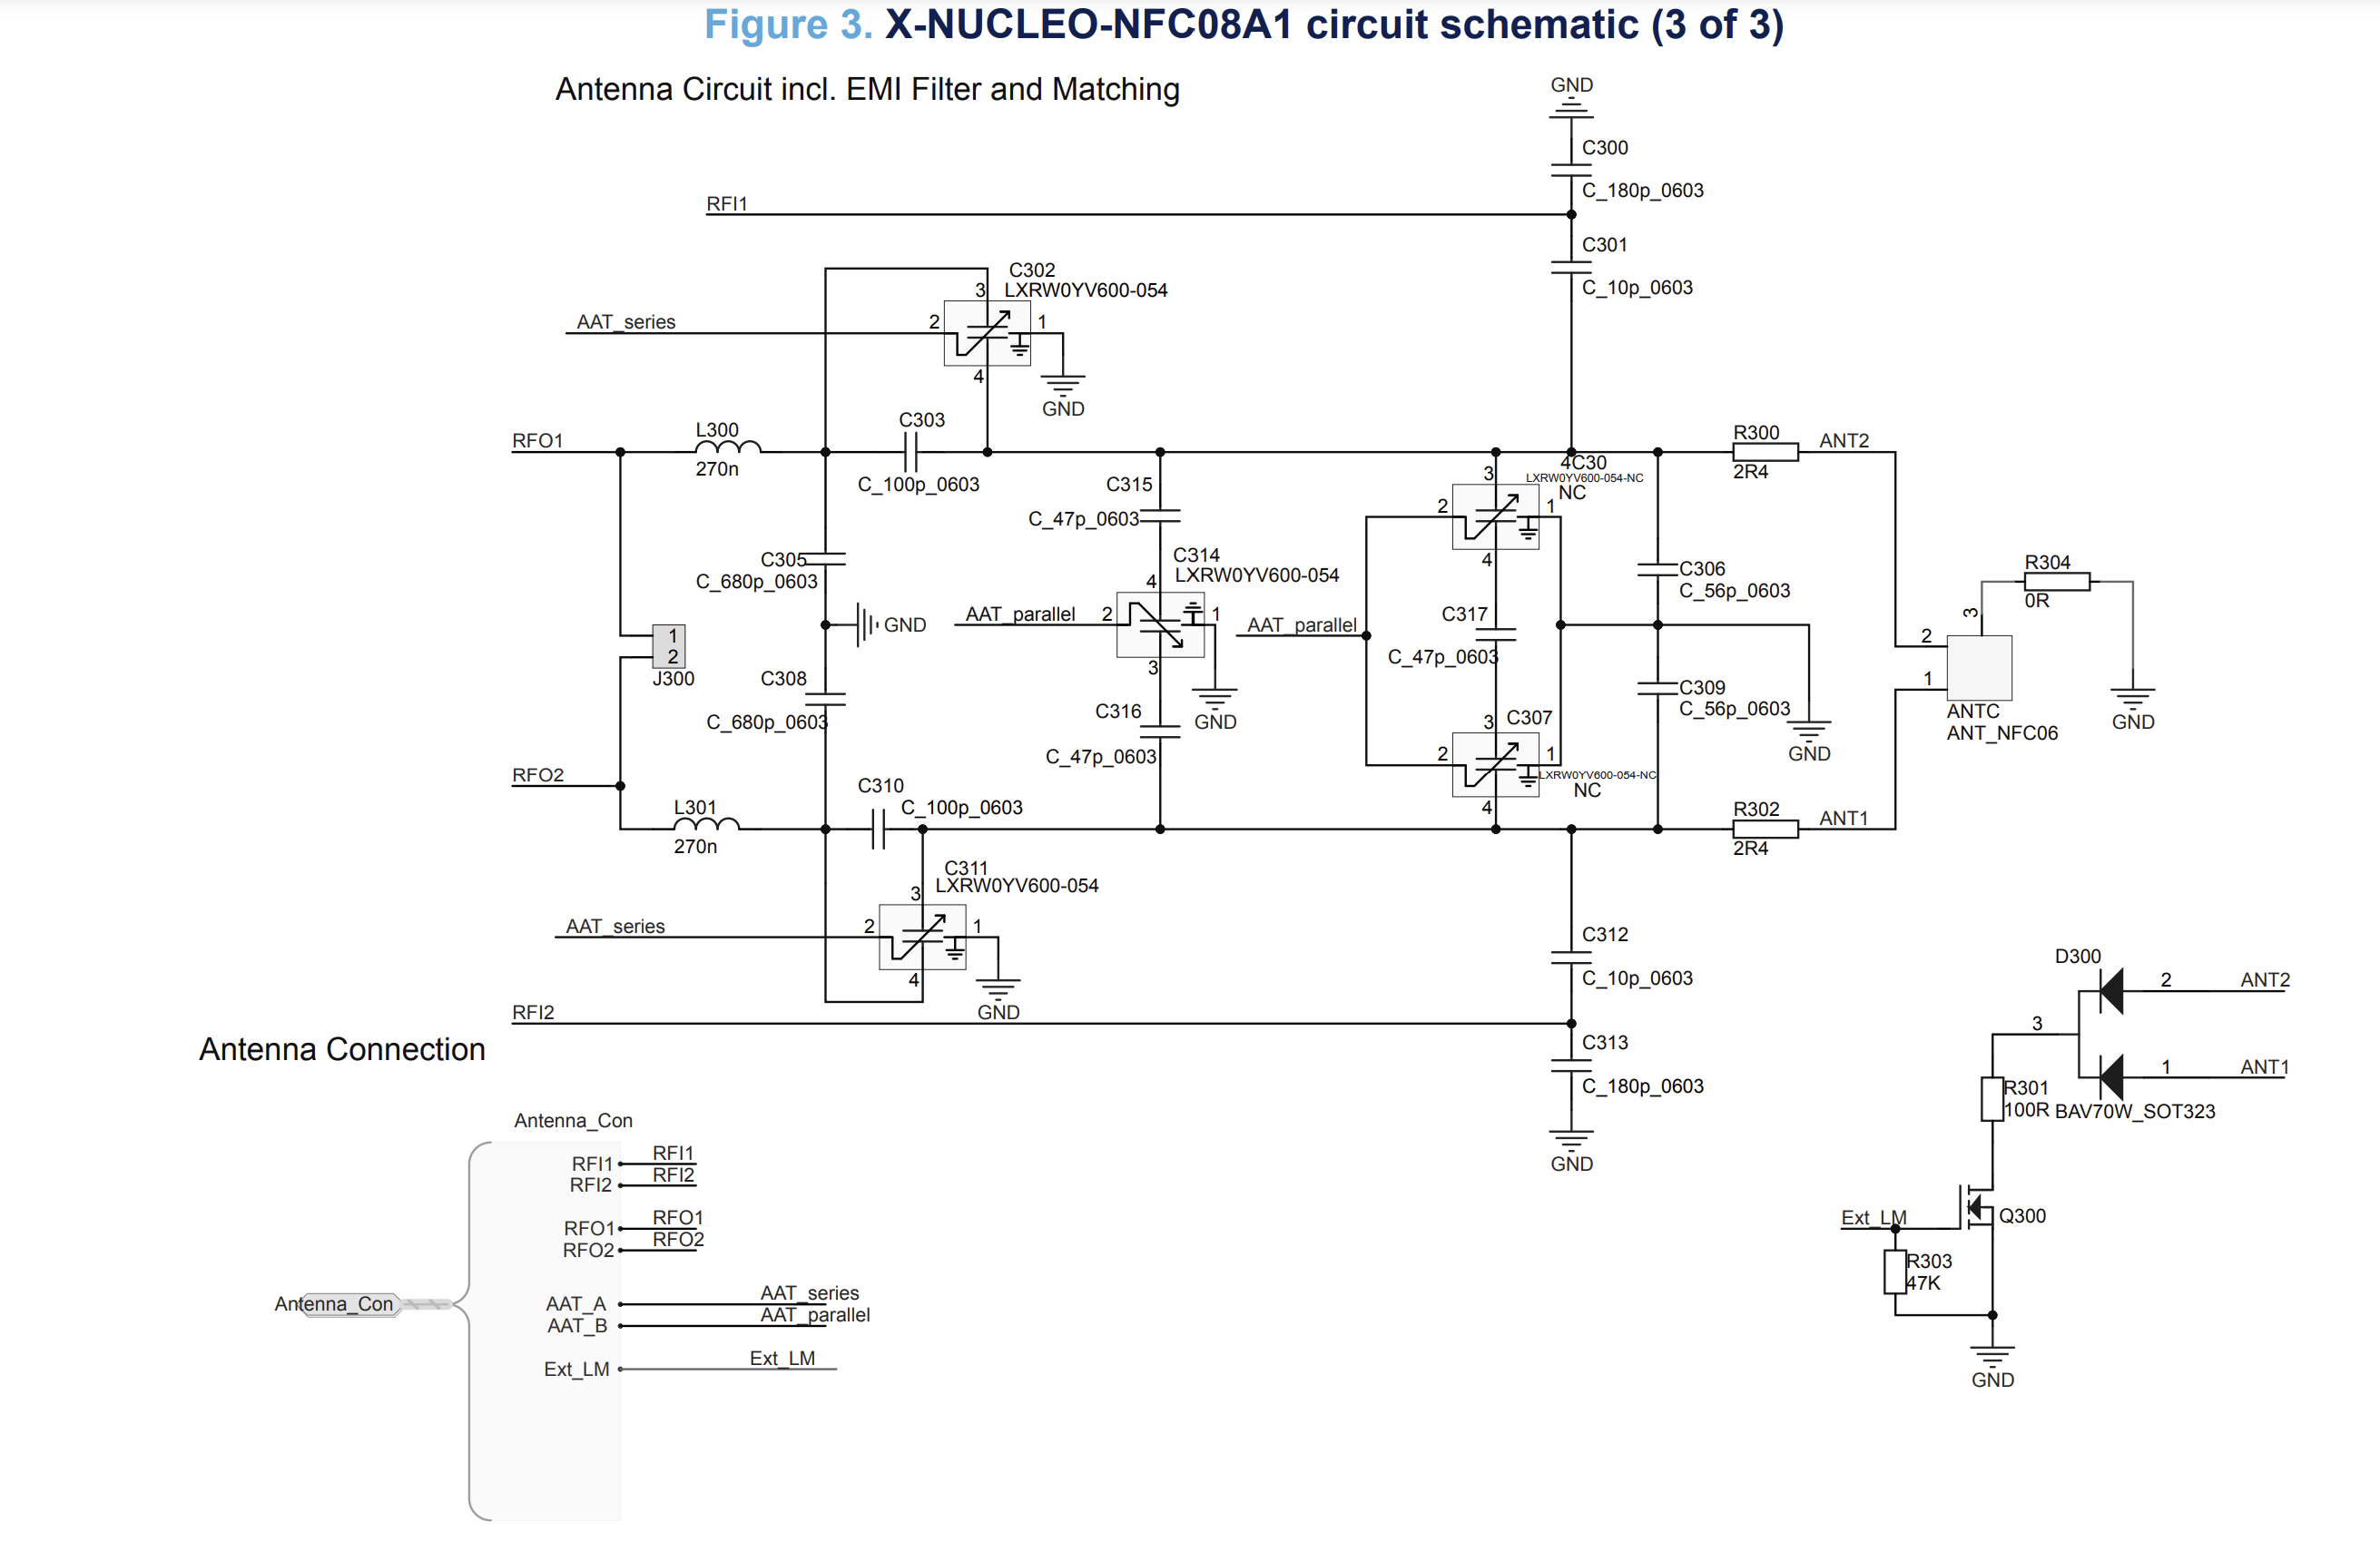 Figure 3. X-NUCLEO-NFC08A1 circuit schematic (3 of 3)
Antenna Circuit incl. EMI Filter and Matching
GND
C300
C_180p_0603
RFI1
C301
C_10p_0603
C302
LXRW0YV600-054
3
AAT_series
2
1
4
GND
RFO1
L300
270n
C303
C_100p_0603
C315
C_47p_0603
3
4C30
LXRW0YV600-054-NC
NC
2
1
4
R300
2R4
ANT2
C305
C_680p_0603
GND
C314
LXRW0YV600-054
4
AAT_parallel
2
1
3
GND
AAT_parallel
C317
C_47p_0603
C306
C_56p_0603
R304
0R
3
2
1
ANTC
ANT_NFC06
GND
1
2
J300
C308
C_680p_0603
C316
C_47p_0603
3
C307
2
1
LXRW0YV600-054-NC
NC
4
C309
C_56p_0603
GND
RFO2
L301
270n
C310
C_100p_0603
R302
2R4
ANT1
C311
LXRW0YV600-054
3
AAT_series
2
1
4
GND
C312
C_10p_0603
RFI2
C313
C_180p_0603
GND
D300
2
ANT2
3
1
ANT1
R301
100R
BAV70W_SOT323
Ext_LM
Q300
R303
47K
GND
Antenna Connection
Antenna_Con
RFI1
RFI1
RFI2
RFI2
RFO1
RFO1
RFO2
RFO2
Antenna_Con
AAT_A
AAT_series
AAT_B
AAT_parallel
Ext_LM
Ext_LM